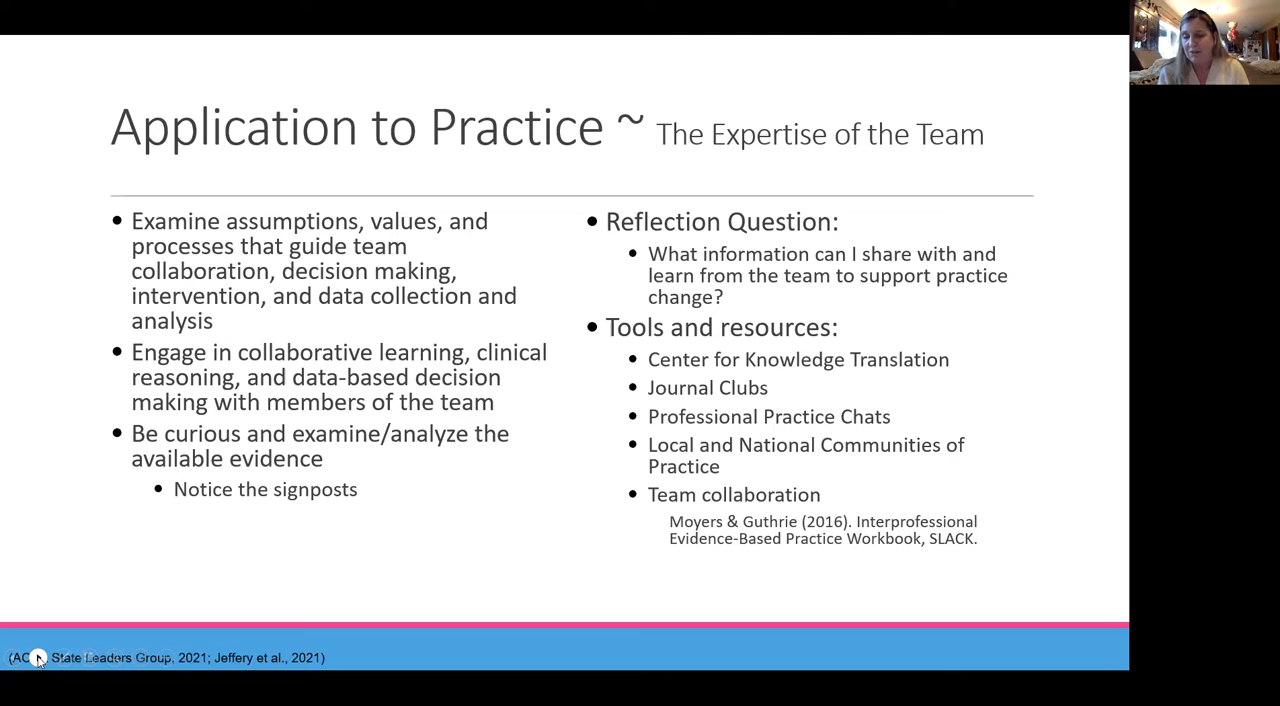 Application to Practice ~ The Expertise of the Team
• Examine assumptions, values, and
processes that guide team
collaboration, decision making,
intervention, and data collection and
analysis
• Engage in collaborative learning, clinical
reasoning, and data-based decision
making with members of the team
• Be curious and examine/analyze the
available evidence
• Notice the signposts
• Reflection Question:
• What information can I share with and
learn from the team to support practice
change?
• Tools and resources:
• Center for Knowledge Translation
• Journal Clubs
• Professional Practice Chats
• Local and National Communities of
Practice
• Team collaboration
Moyers & Guthrie (2016). Interprofessional
Evidence-Based Practice Workbook, SLACK.
State Leaders Group, 2021; Jeffery et al., 2021)